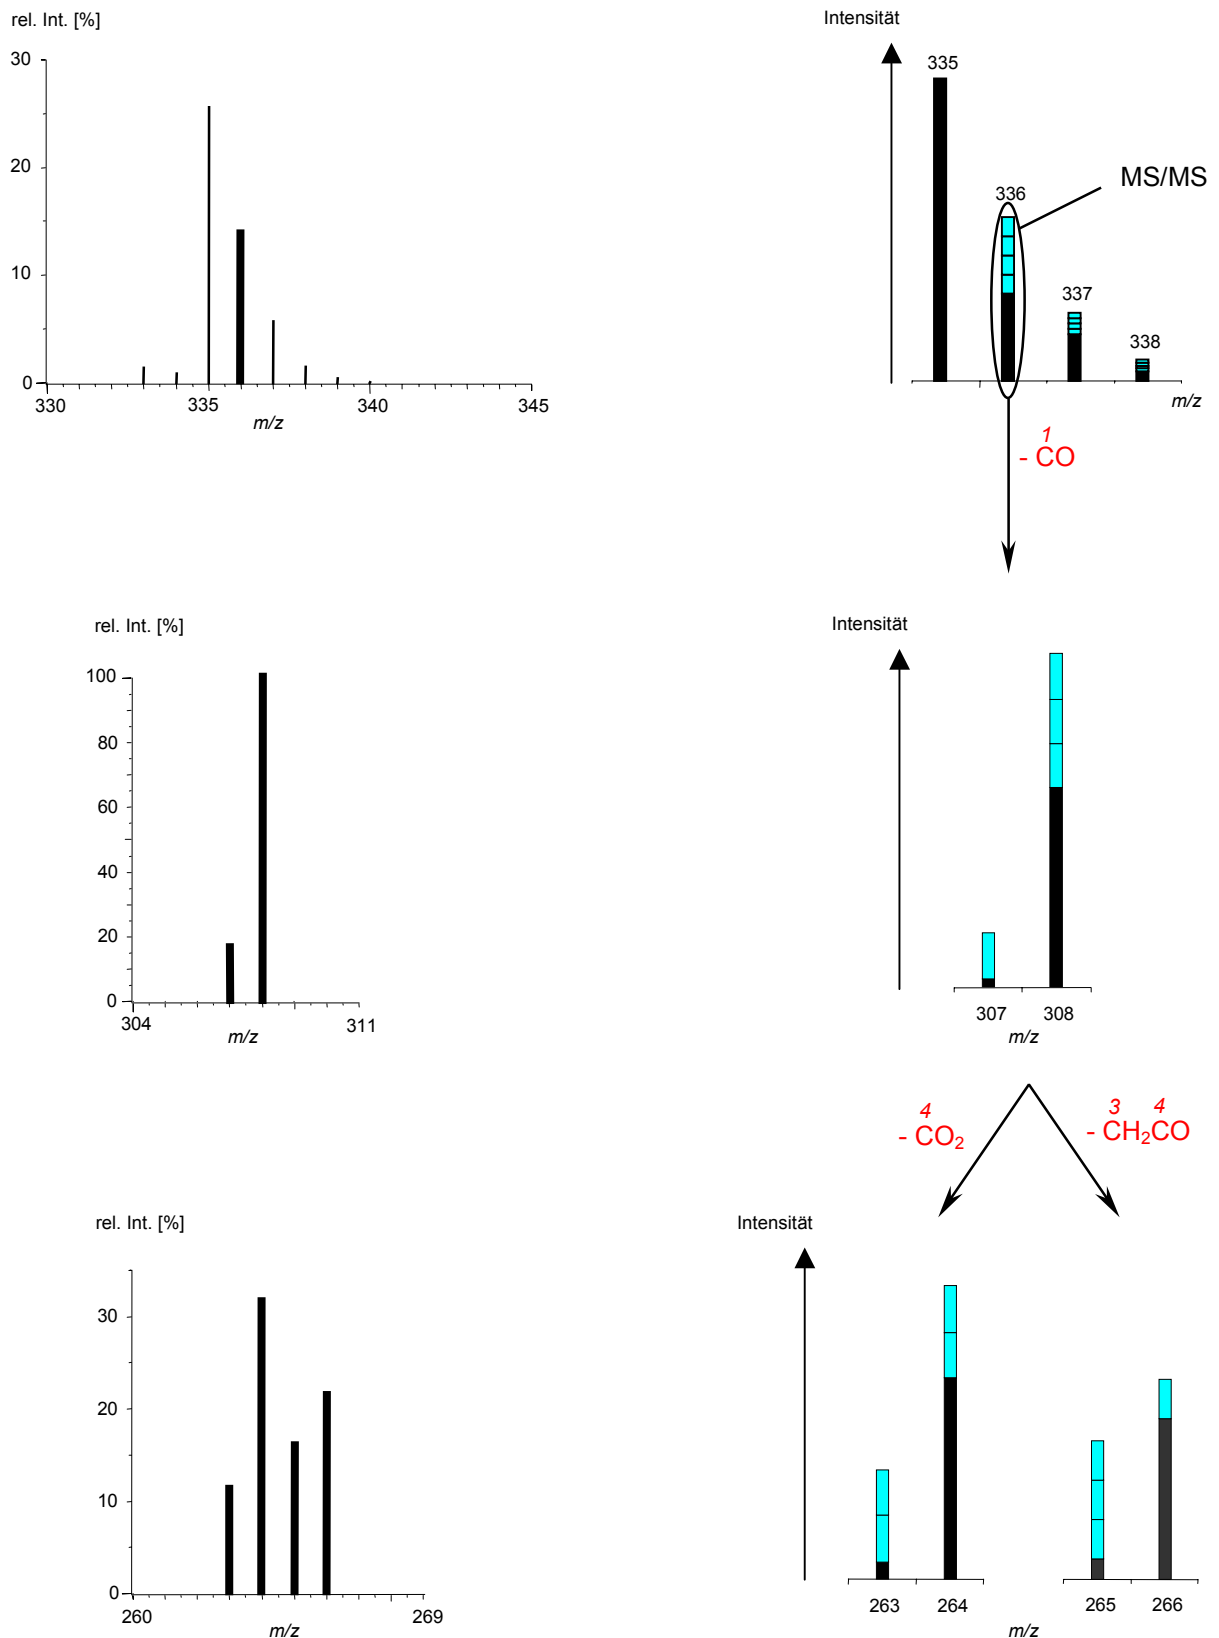 rel. Int. [%]
30
20
10
0
330
335
340
345
m/z
Intensität
335
336
337
338
MS/MS
m/z
1
- CO
rel. Int. [%]
100
80
60
40
20
0
304
311
m/z
Intensität
307
308
m/z
4
- CO₂
3 4
- CH₂CO
rel. Int. [%]
30
20
10
0
260
269
m/z
Intensität
263
264
265
266
m/z